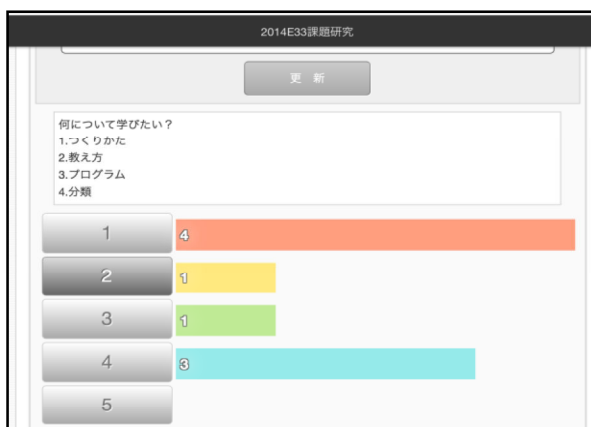 2014E33課題研究
更 新
何について学びたい？
1.つくりかた
2.教え方
3.プログラム
4.分類
1 4
2 1
3 1
4 3
5